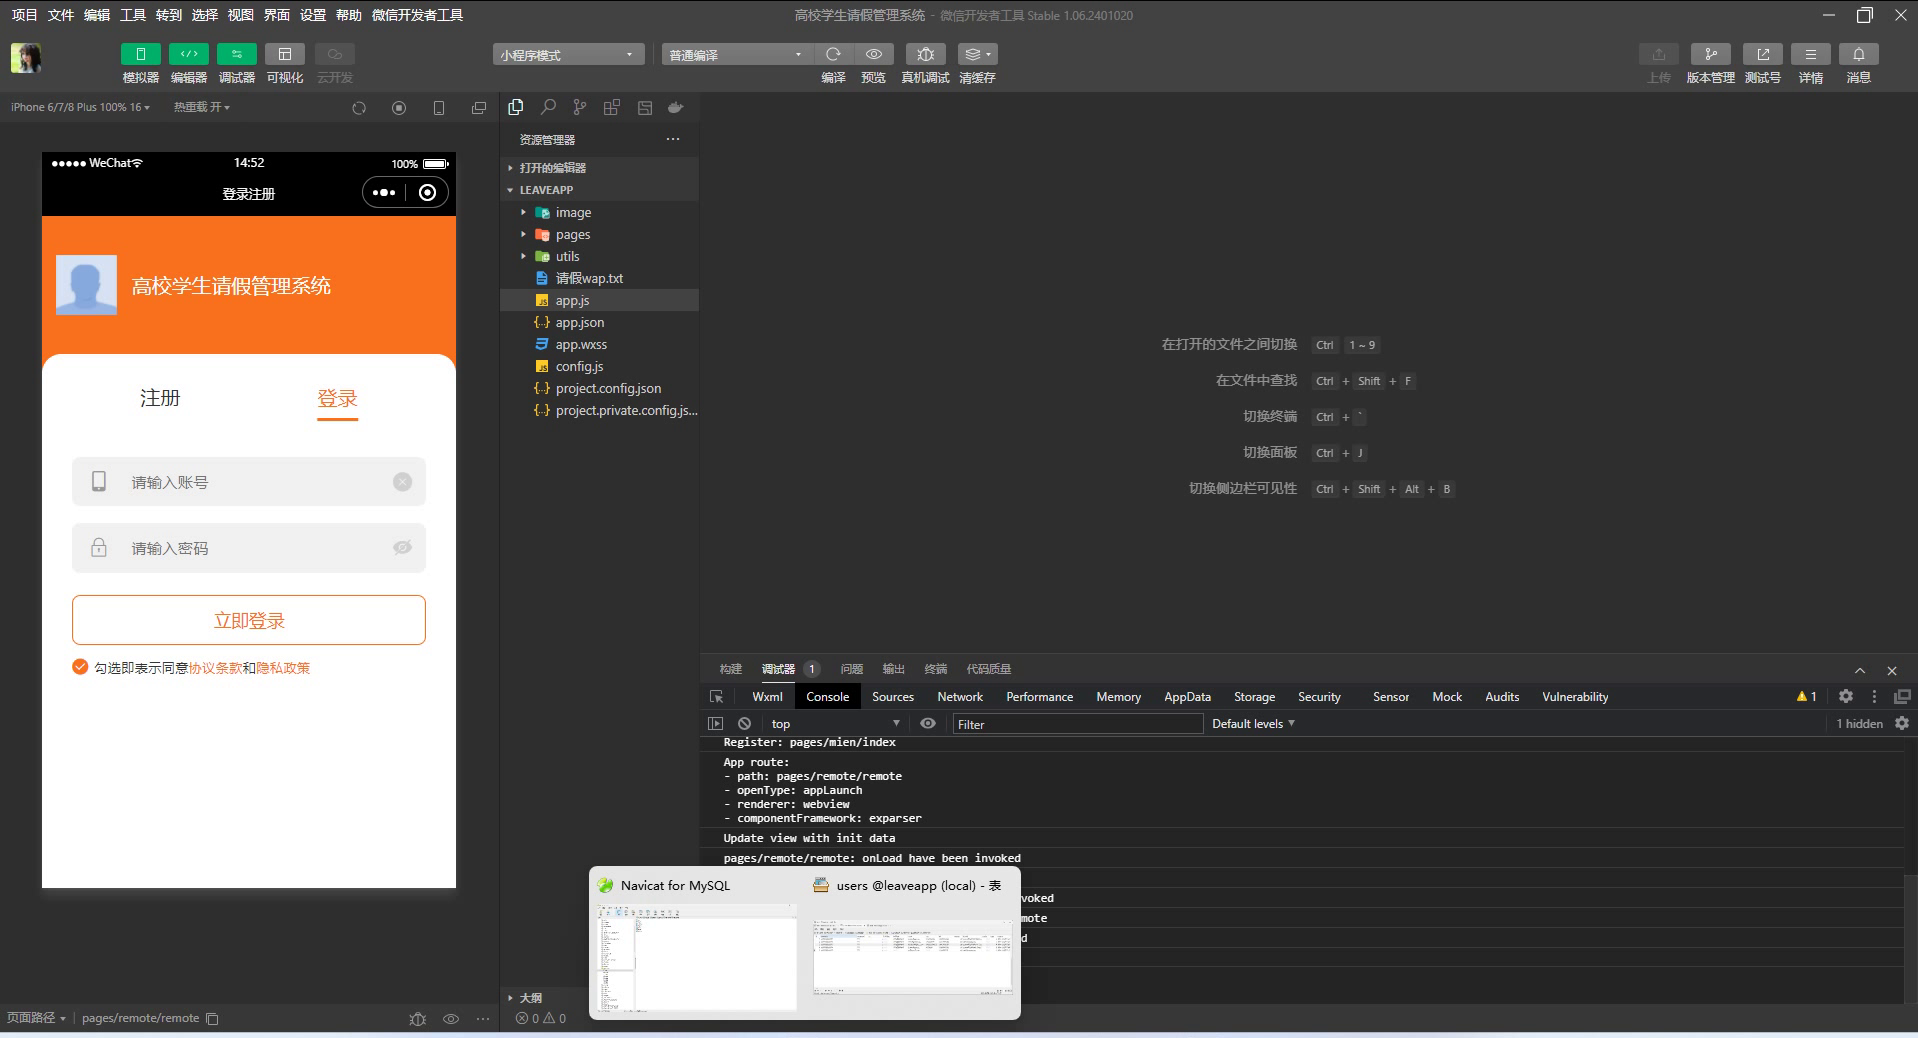 项目 文件 编辑 工具 转到 选择 视图 界面 设置 帮助 微信开发者工具
高校学生请假管理系统 - 微信开发者工具 Stable 1.06.2401020
模拟器 编辑器 调试器 可视化 云开发
小程序模式 普通编译
编译 预览 真机调试 清缓存
上传 版本管理 测试号 详情 消息
iPhone 6/7/8 Plus 100% 16 热重载 开
WeChat 14:52 100%
登录注册
高校学生请假管理系统
注册 登录
请输入账号
请输入密码
立即登录
勾选即表示同意协议条款和隐私政策
页面路径 pages/remote/remote
资源管理器
打开的编辑器
LEAVEAPP
image
pages
utils
请假wap.txt
JS app.js
{..} app.json
app.wxss
JS config.js
{..} project.config.json
{..} project.private.config.js...
大纲
0 0
在打开的文件之间切换 Ctrl 1 ~ 9
在文件中查找 Ctrl + Shift + F
切换终端 Ctrl + `
切换面板 Ctrl + J
切换侧边栏可见性 Ctrl + Shift + Alt + B
构建 调试器 1 问题 输出 终端 代码质量
Wxml Console Sources Network Performance Memory AppData Storage Security Sensor Mock Audits Vulnerability 1
top Filter Default levels 1 hidden
Register: pages/mien/index
App route:
- path: pages/remote/remote
- openType: appLaunch
- renderer: webview
- componentFramework: exparser
Update view with init data
pages/remote/remote: onLoad have been invoked
voked
mote
d
Navicat for MySQL
users @leaveapp (local) - 表